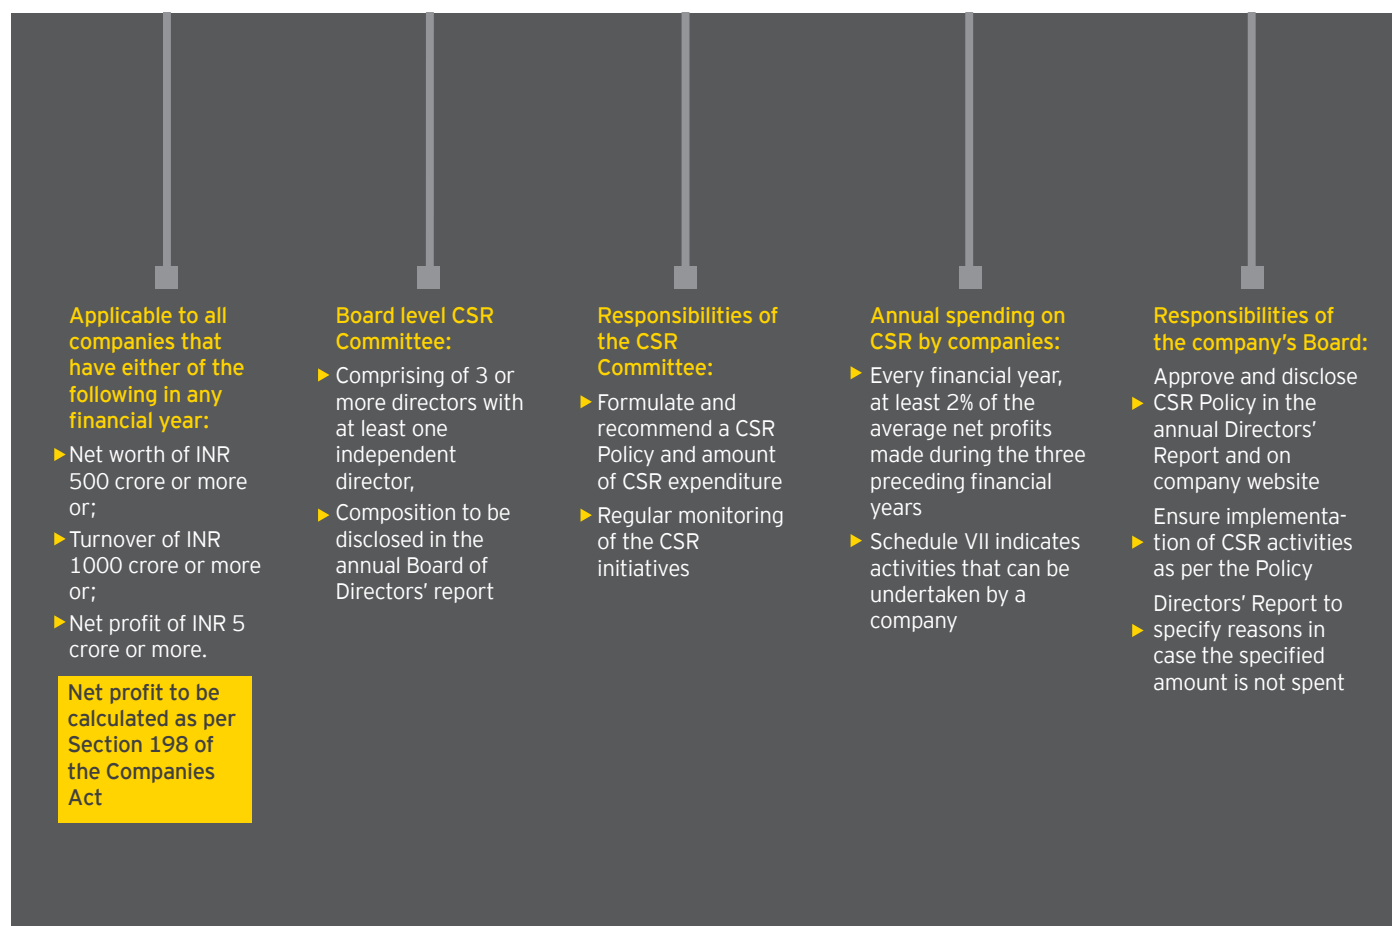 Applicable to all
companies that
have either of the
following in any
financial year:
Net worth of INR
500 crore or more
or;
Turnover of INR
1000 crore or more
or;
Net profit of INR 5
crore or more.
Net profit to be
calculated as per
Section 198 of
the Companies
Act
Board level CSR
Committee:
Comprising of 3 or
more directors with
at least one
independent
director,
Composition to be
disclosed in the
annual Board of
Directors’ report
Responsibilities of
the CSR
Committee:
Formulate and
recommend a CSR
Policy and amount
of CSR expenditure
Regular monitoring
of the CSR
initiatives
Annual spending on
CSR by companies:
Every financial year,
at least 2% of the
average net profits
made during the three
preceding financial
years
Schedule VII indicates
activities that can be
undertaken by a
company
Responsibilities of
the company’s Board:
Approve and disclose
CSR Policy in the
annual Directors’
Report and on
company website
Ensure implementa-
tion of CSR activities
as per the Policy
Directors’ Report to
specify reasons in
case the specified
amount is not spent